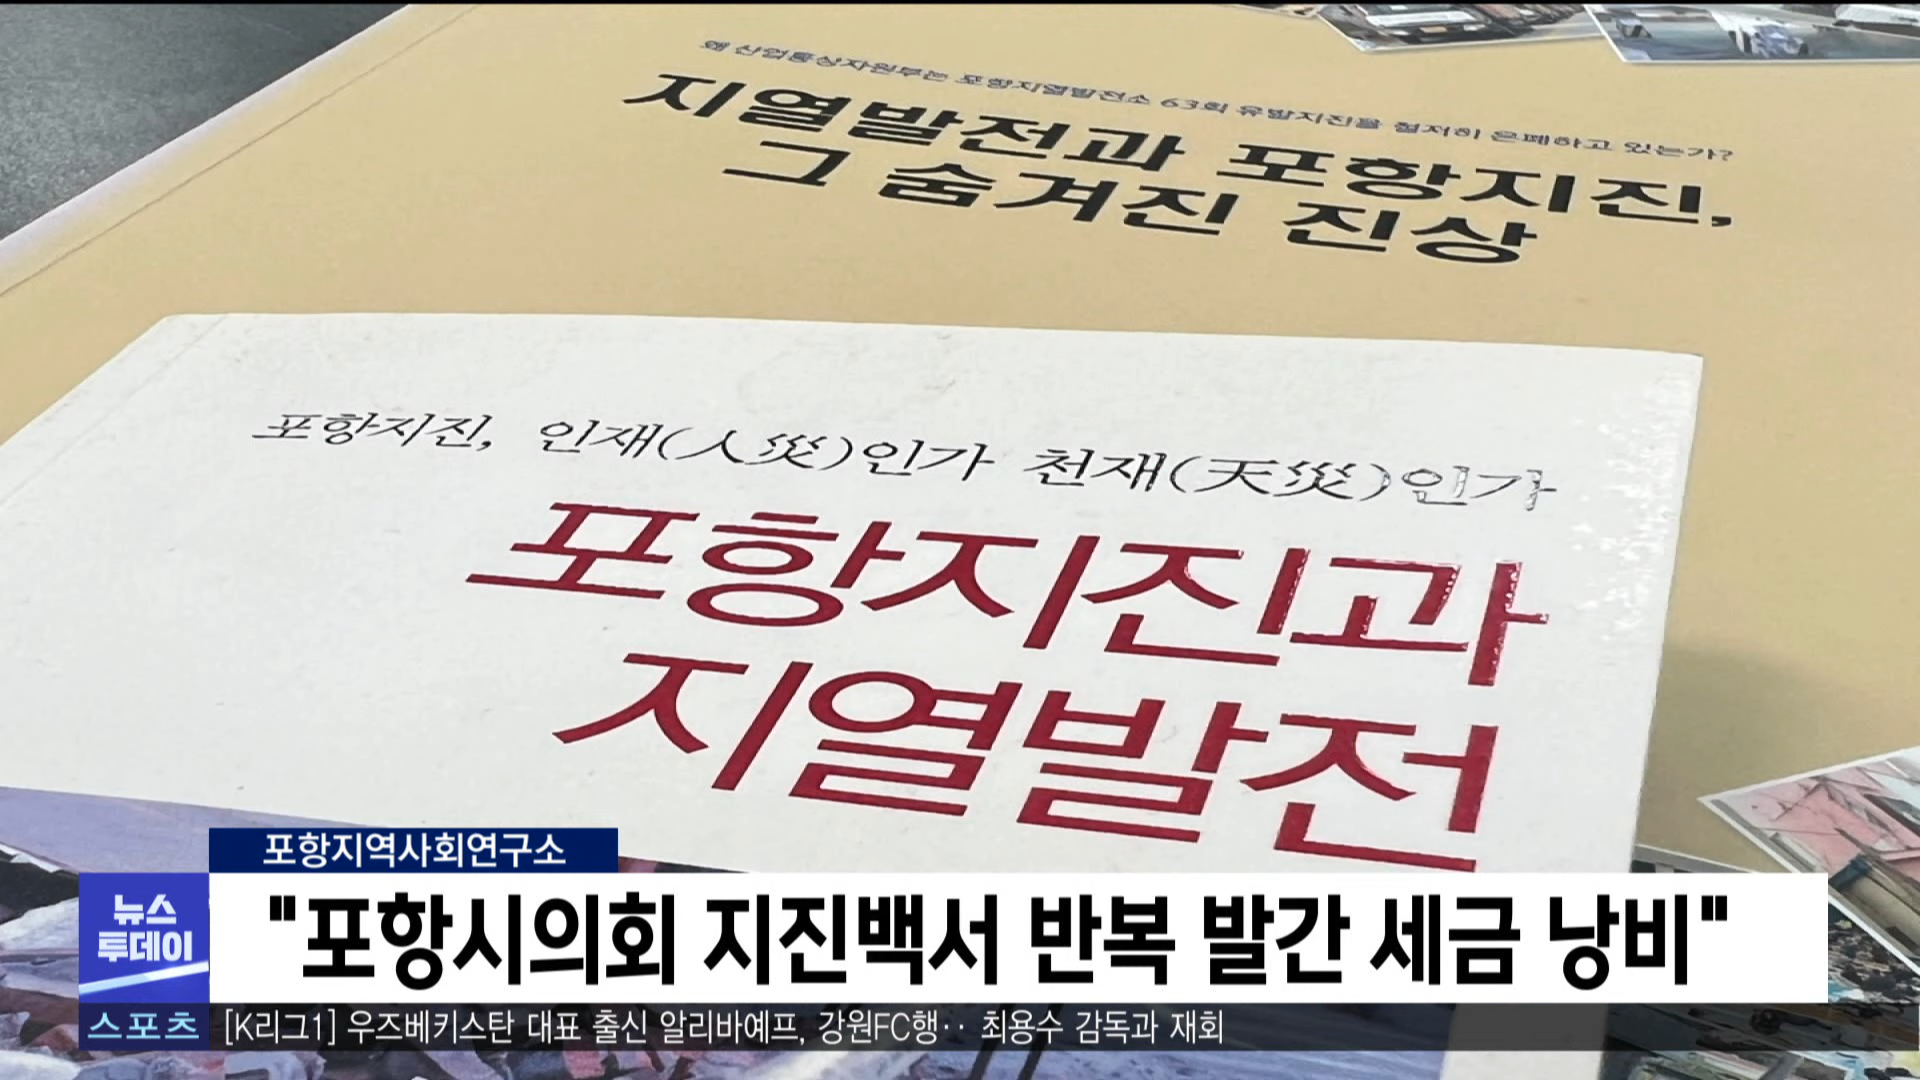 왜 산업통상자원부는 포항지열발전소 63회 유발지진을 철저히 은폐하고 있는가?
지열발전과 포항지진,
그 숨겨진 진상
포항지진, 인재(人災)인가 천재(天災)인가
포항지진과
지열발전
포항지역사회연구소
뉴스
투데이
"포항시의회 지진백서 반복 발간 세금 낭비"
스포츠 [K리그1] 우즈베키스탄 대표 출신 알리바예프, 강원FC행·· 최용수 감독과 재회